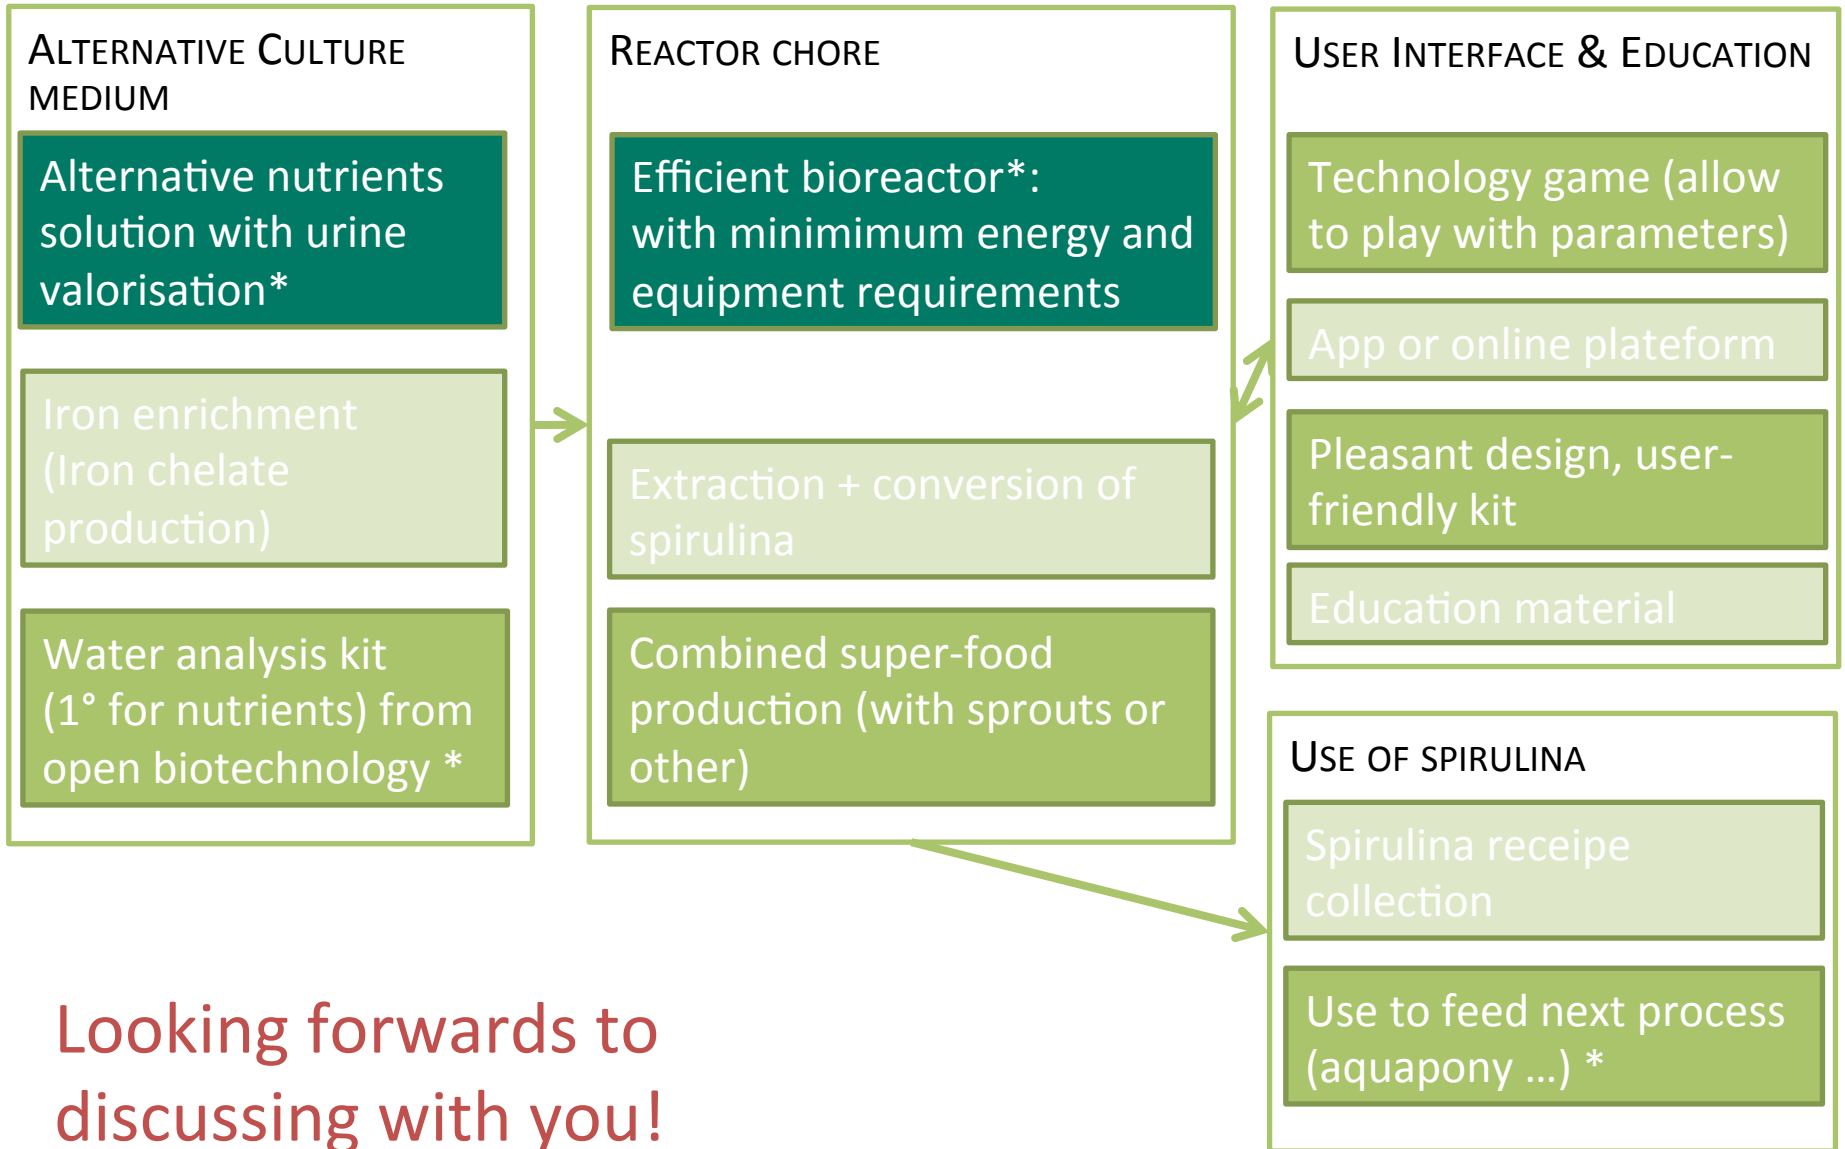 ALTERNATIVE CULTURE
MEDIUM
Alternative nutrients
solution with urine
valorisation*
Iron enrichment
(Iron chelate
production)
Water analysis kit
(1° for nutrients) from
open biotechnology *
REACTOR CHORE
Efficient bioreactor*:
with minimimum energy and
equipment requirements
Extraction + conversion of
spirulina
Combined super-food
production (with sprouts or
other)
USER INTERFACE & EDUCATION
Technology game (allow
to play with parameters)
App or online plateform
Pleasant design, user-
friendly kit
Education material
USE OF SPIRULINA
Spirulina receipe
collection
Use to feed next process
(aquapony ...) *
Looking forwards to
discussing with you!